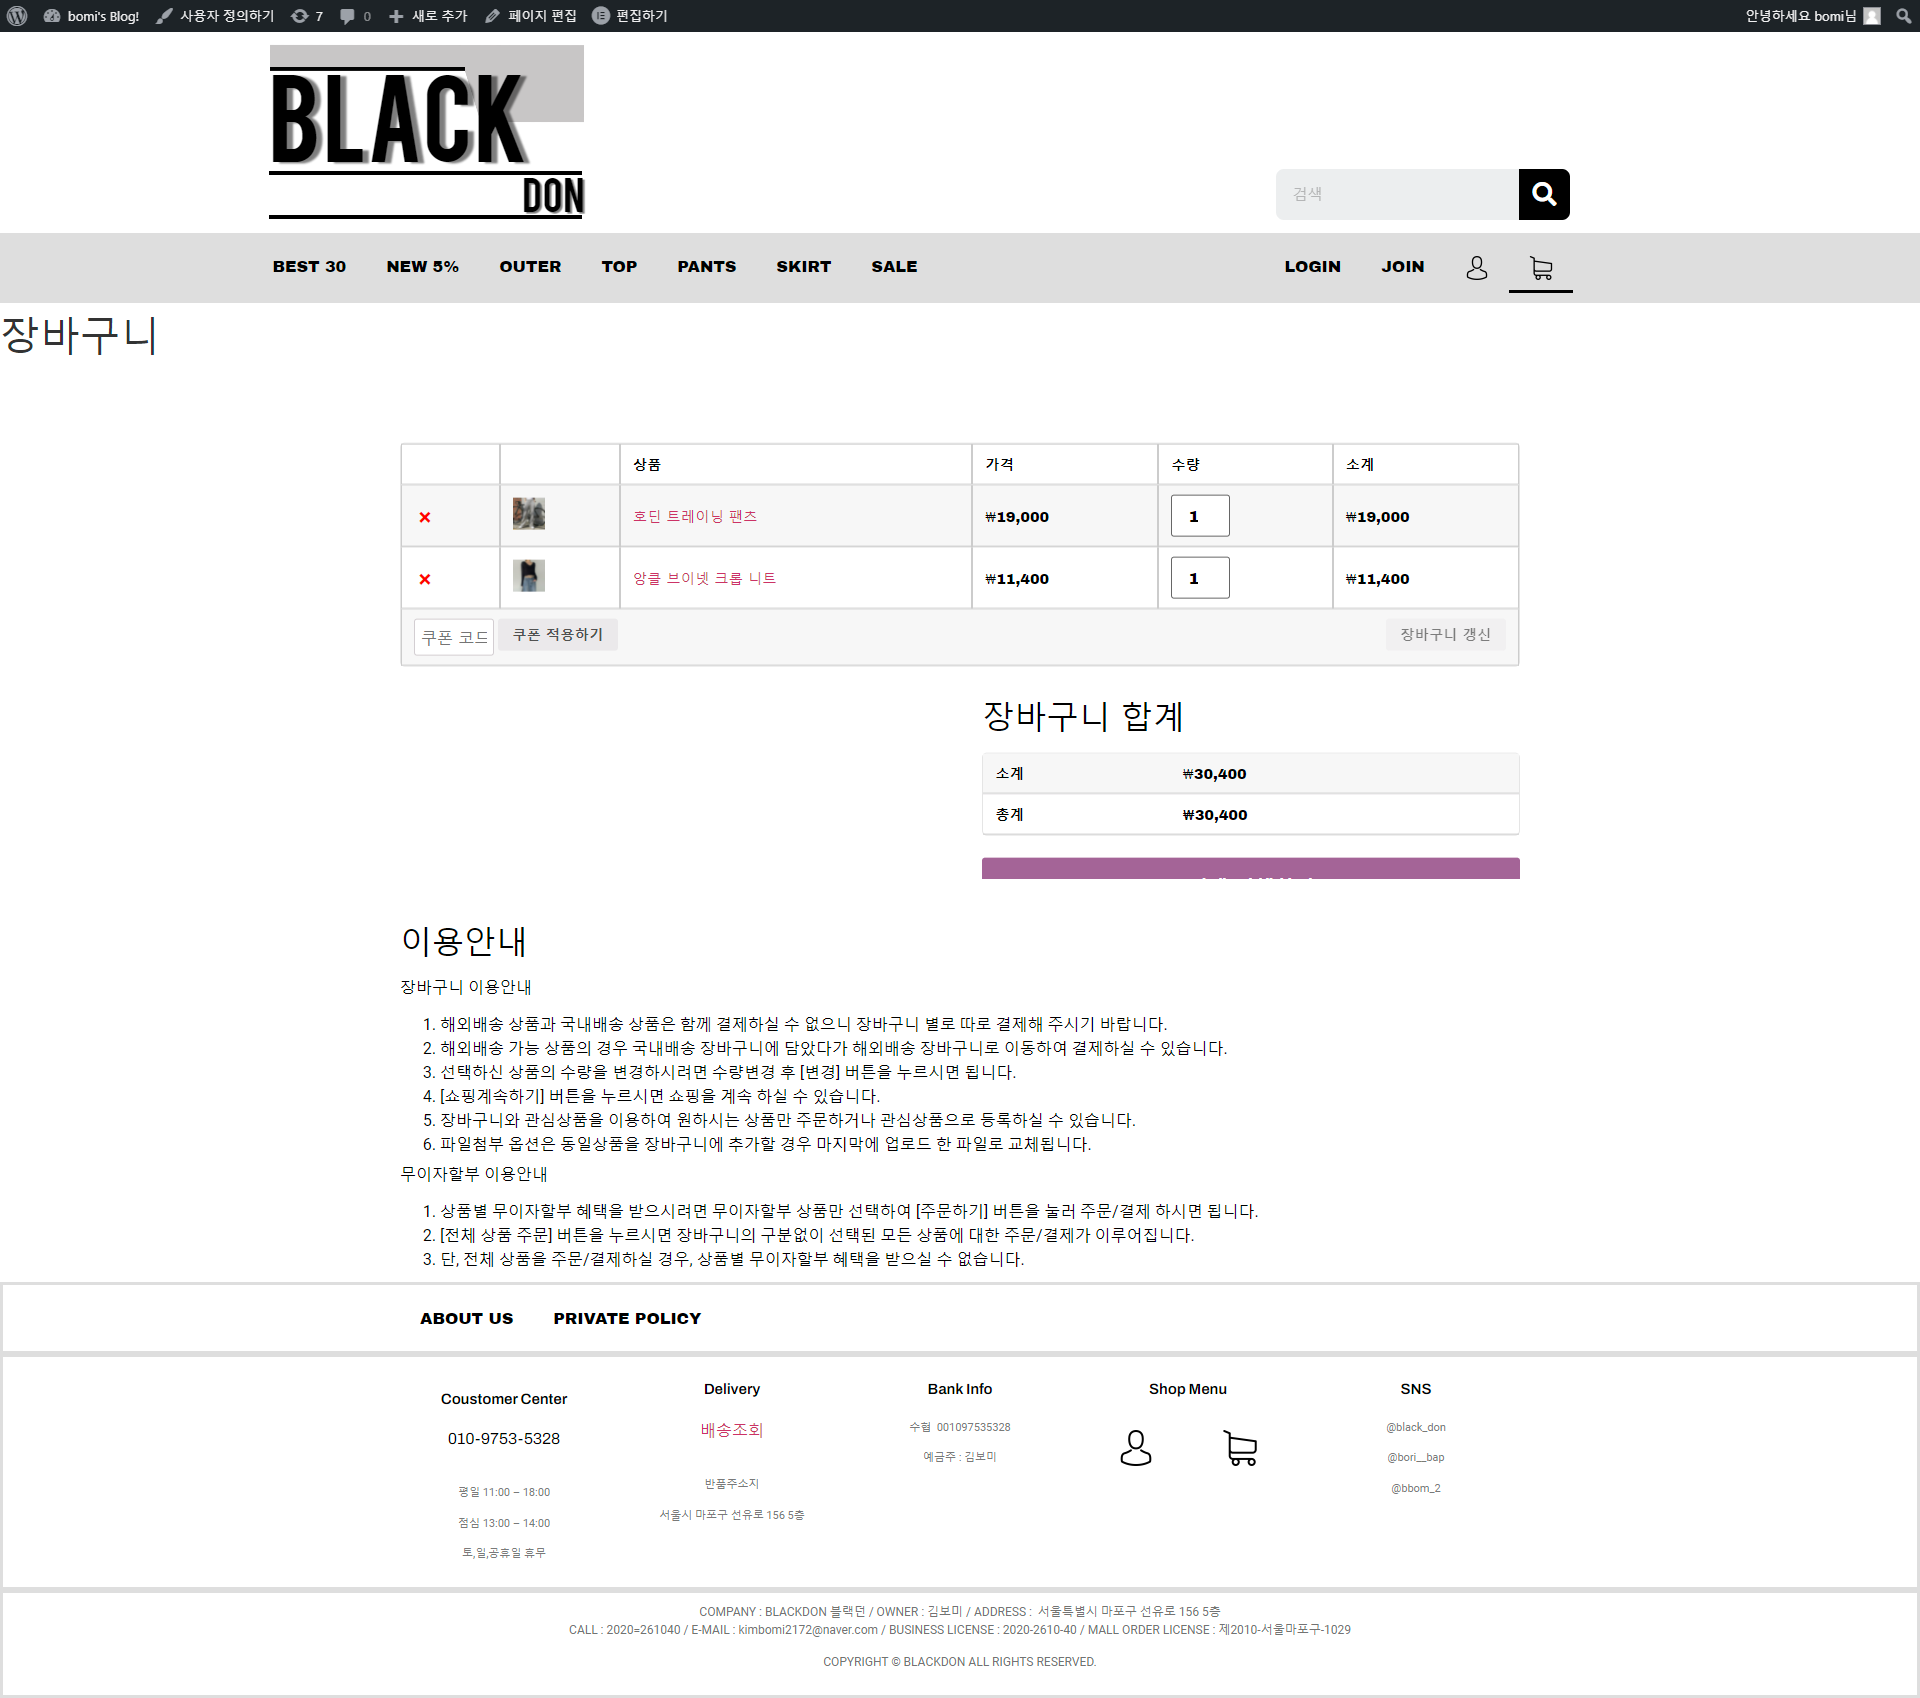 bomi's Blog! 사용자 정의하기 7 0 새로 추가 페이지 편집 편집하기 안녕하세요 bomi님
BLACK
DON
검색
BEST 30 NEW 5% OUTER TOP PANTS SKIRT SALE LOGIN JOIN
장바구니
상품 가격 수량 소계
× 호딘 트레이닝 팬츠 ₩19,000 1 ₩19,000
× 앙클 브이넷 크롭 니트 ₩11,400 1 ₩11,400
쿠폰 코드 쿠폰 적용하기 장바구니 갱신
장바구니 합계
소계 ₩30,400
총계 ₩30,400
이용안내
장바구니 이용안내
1. 해외배송 상품과 국내배송 상품은 함께 결제하실 수 없으니 장바구니 별로 따로 결제해 주시기 바랍니다.
2. 해외배송 가능 상품의 경우 국내배송 장바구니에 담았다가 해외배송 장바구니로 이동하여 결제하실 수 있습니다.
3. 선택하신 상품의 수량을 변경하시려면 수량변경 후 [변경] 버튼을 누르시면 됩니다.
4. [쇼핑계속하기] 버튼을 누르시면 쇼핑을 계속 하실 수 있습니다.
5. 장바구니와 관심상품을 이용하여 원하시는 상품만 주문하거나 관심상품으로 등록하실 수 있습니다.
6. 파일첨부 옵션은 동일상품을 장바구니에 추가할 경우 마지막에 업로드 한 파일로 교체됩니다.
무이자할부 이용안내
1. 상품별 무이자할부 혜택을 받으시려면 무이자할부 상품만 선택하여 [주문하기] 버튼을 눌러 주문/결제 하시면 됩니다.
2. [전체 상품 주문] 버튼을 누르시면 장바구니의 구분없이 선택된 모든 상품에 대한 주문/결제가 이루어집니다.
3. 단, 전체 상품을 주문/결제하실 경우, 상품별 무이자할부 혜택을 받으실 수 없습니다.
ABOUT US PRIVATE POLICY
Coustomer Center
010-9753-5328
평일 11:00 – 18:00
점심 13:00 – 14:00
토,일,공휴일 휴무
Delivery
배송조회
반품주소지
서울시 마포구 선유로 156 5층
Bank Info
수협 001097535328
예금주 : 김보미
Shop Menu
SNS
@black_don
@bori__bap
@bbom_2
COMPANY : BLACKDON 블랙던 / OWNER : 김보미 / ADDRESS : 서울특별시 마포구 선유로 156 5층
CALL : 2020=261040 / E-MAIL : kimbomi2172@naver.com / BUSINESS LICENSE : 2020-2610-40 / MALL ORDER LICENSE : 제2010-서울마포구-1029
COPYRIGHT © BLACKDON ALL RIGHTS RESERVED.